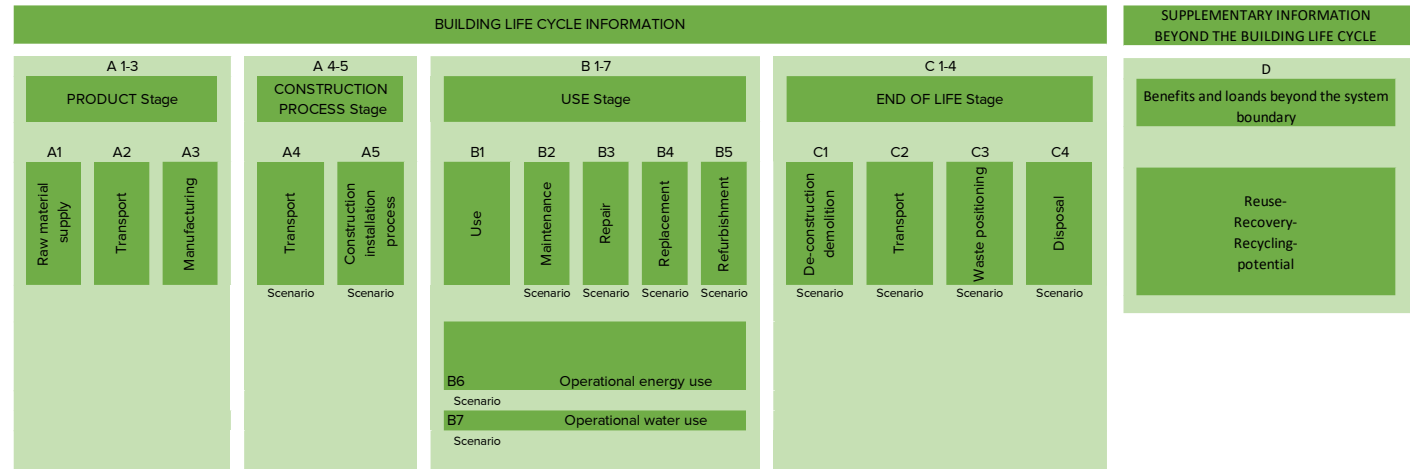 BUILDING LIFE CYCLE INFORMATION
SUPPLEMENTARY INFORMATION
BEYOND THE BUILDING LIFE CYCLE
A 1-3
PRODUCT Stage
A1
Raw material
supply
A2
Transport
A3
Manufacturing
A 4-5
CONSTRUCTION
PROCESS Stage
A4
Transport
Scenario
A5
Construction
installation
process
Scenario
B 1-7
USE Stage
B1
Use
B2
Maintenance
Scenario
B3
Repair
Scenario
B4
Replacement
Scenario
B5
Refurbishment
Scenario
B6 Operational energy use
Scenario
B7 Operational water use
Scenario
C 1-4
END OF LIFE Stage
C1
De-construction
demolition
Scenario
C2
Transport
Scenario
C3
Waste positioning
Scenario
C4
Disposal
Scenario
D
Benefits and loands beyond the system
boundary
Reuse-
Recovery-
Recycling-
potential